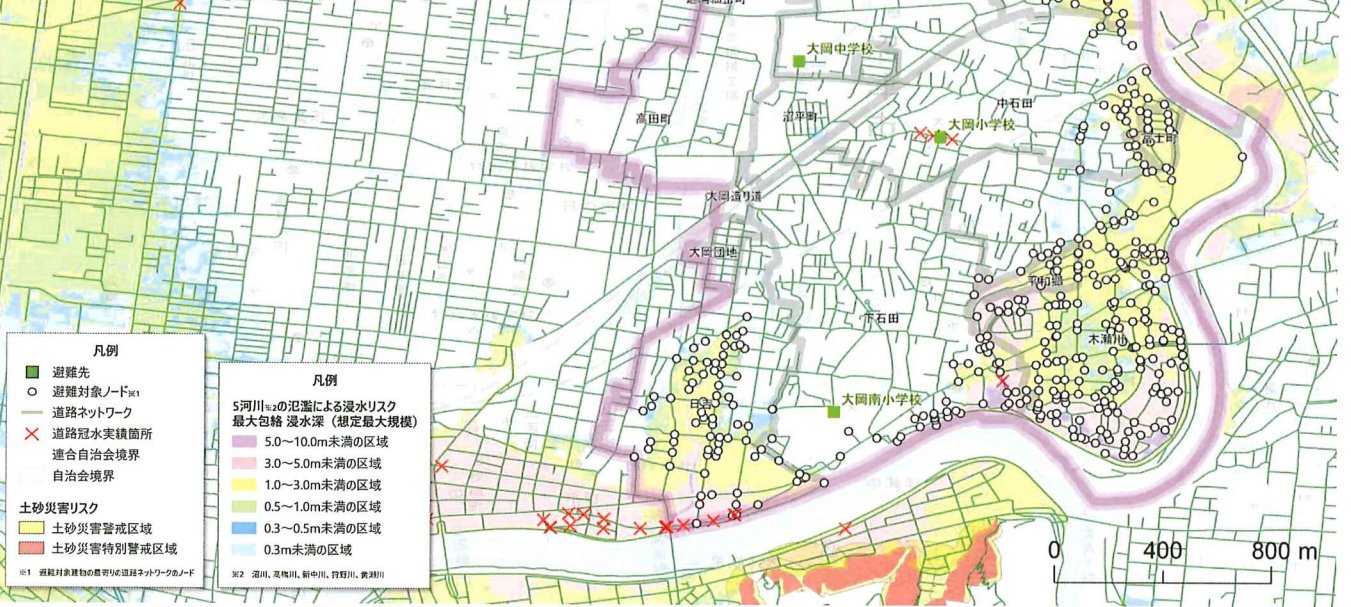 大岡中学校
高田町
沼平町
中石田
大岡小学校
高士町
大岡造り道
大岡団地
下石田
木瀬川
大岡南小学校
日吉
凡例
避難先
避難対象ノード※1
道路ネットワーク
道路冠水実績箇所
連合自治会境界
自治会境界
土砂災害リスク
土砂災害警戒区域
土砂災害特別警戒区域
※1 避難対象建物の最寄りの道路ネットワークのノード
凡例
5河川※2の氾濫による浸水リスク
最大包絡 浸水深（想定最大規模）
5.0～10.0m未満の区域
3.0～5.0m未満の区域
1.0～3.0m未満の区域
0.5～1.0m未満の区域
0.3～0.5m未満の区域
0.3m未満の区域
※2 沼川、高橋川、新中川、狩野川、黄瀬川
0 400 800 m